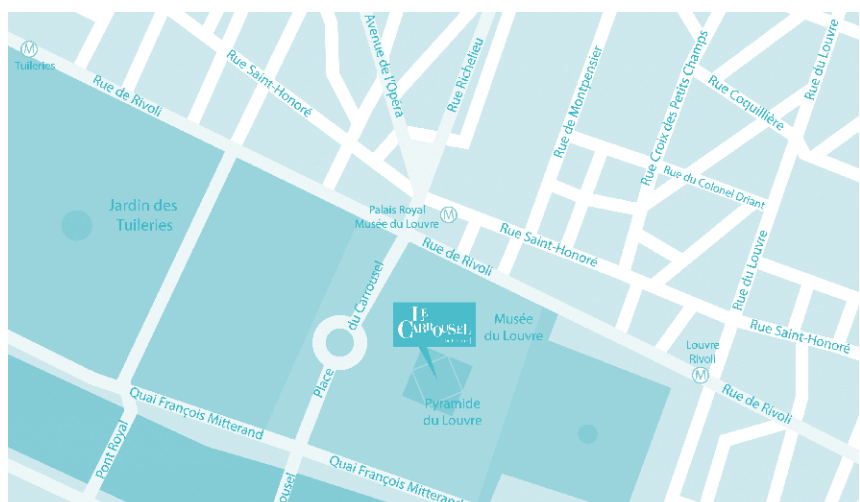 Tuileries
Rue de Rivoli
Rue Saint-Honoré
Avenue de l'Opéra
Rue Richelieu
Rue de Montpensier
Rue Croix des Petits Champs
Rue Coquillière
Rue du Louvre
Rue du Colonel Driant
Jardin des
Tuileries
Palais Royal
Musée du Louvre
M
M
Rue de Rivoli
Rue Saint-Honoré
Rue du Louvre
Place
du Carrousel
LE
CARROUSEL
Musée
du Louvre
Rue Saint-Honoré
Louvre
Rivoli
M
Rue de Rivoli
Pyramide
du Louvre
Quai François Mitterand
Pont Royal
Quai François Mitterrand
rousel